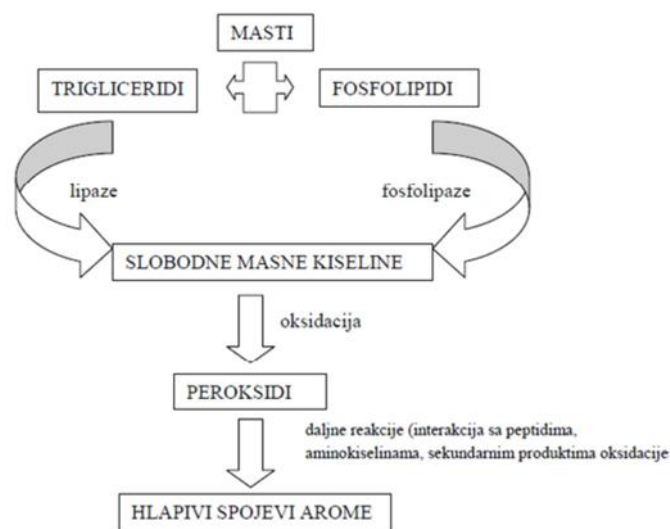 MASTI
TRIGLICERIDI
FOSFOLIPIDI
lipaze
fosfolipaze
SLOBODNE MASNE KISELINE
oksidacija
PEROKSIDI
daljne reakcije (interakcija sa peptidima,
aminokiselinama, sekundarnim produktima oksidacije
HLAPIVI SPOJEVI AROME